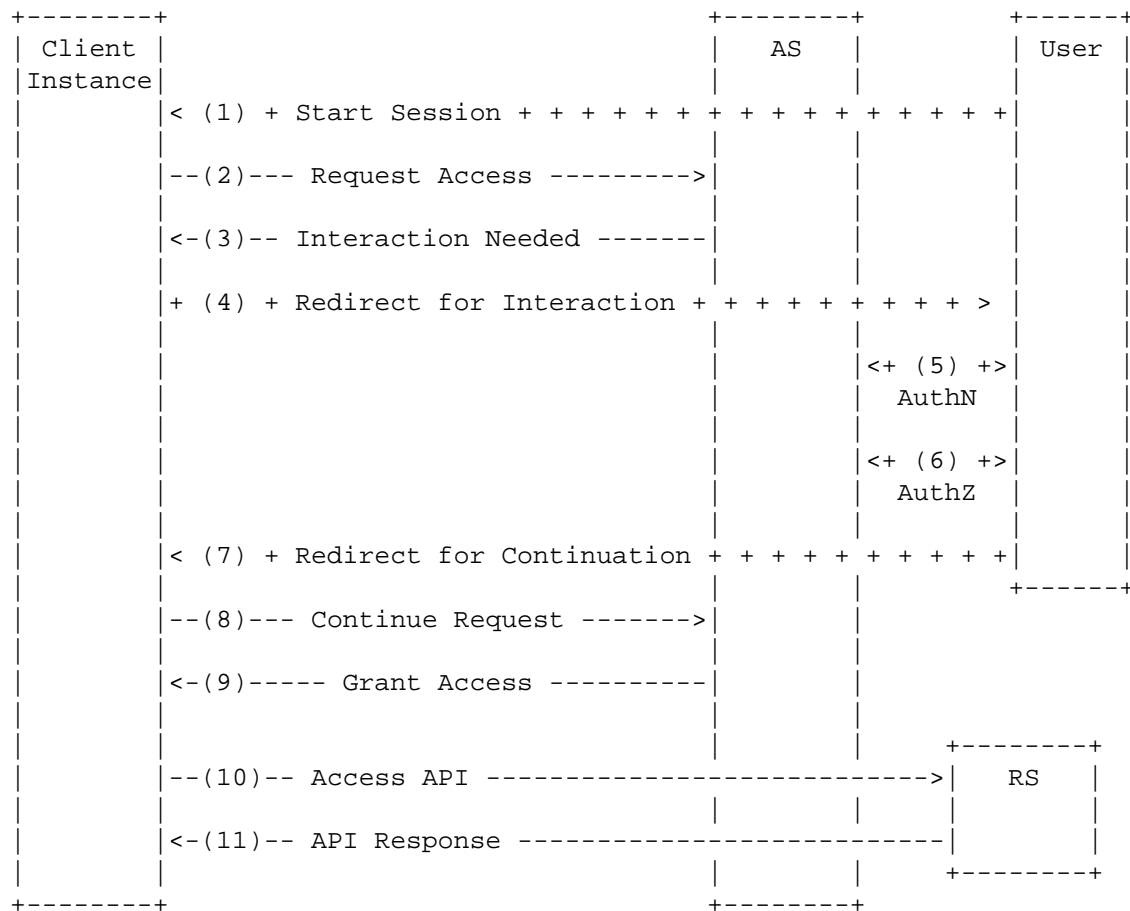 Client AS User
Instance
(1) + Start Session
(2) Request Access
(3) Interaction Needed
(4) + Redirect for Interaction
(5)
AuthN
(6)
AuthZ
(7) + Redirect for Continuation
(8) Continue Request
(9) Grant Access
(10) Access API RS
(11) API Response